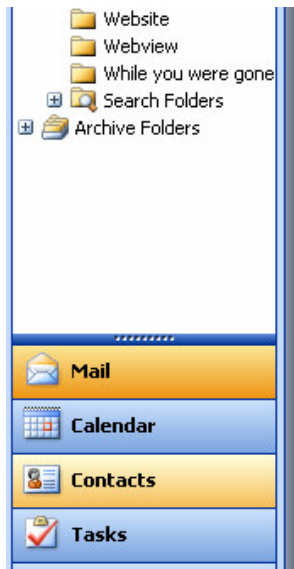 Website
Webview
While you were gone
Search Folders
Archive Folders
Mail
Calendar
Contacts
Tasks